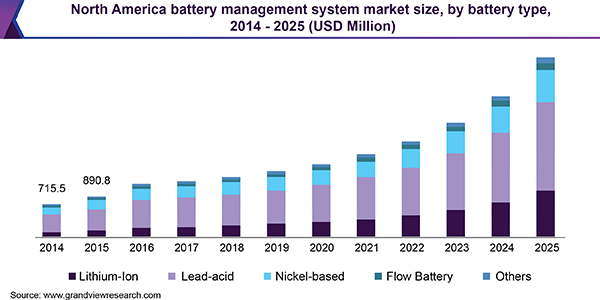 North America battery management system market size, by battery type,
2014 - 2025 (USD Million)
715.5
890.8
2014 2015 2016 2017 2018 2019 2020 2021 2022 2023 2024 2025
Lithium-Ion Lead-acid Nickel-based Flow Battery Others
Source: www.grandviewresearch.com